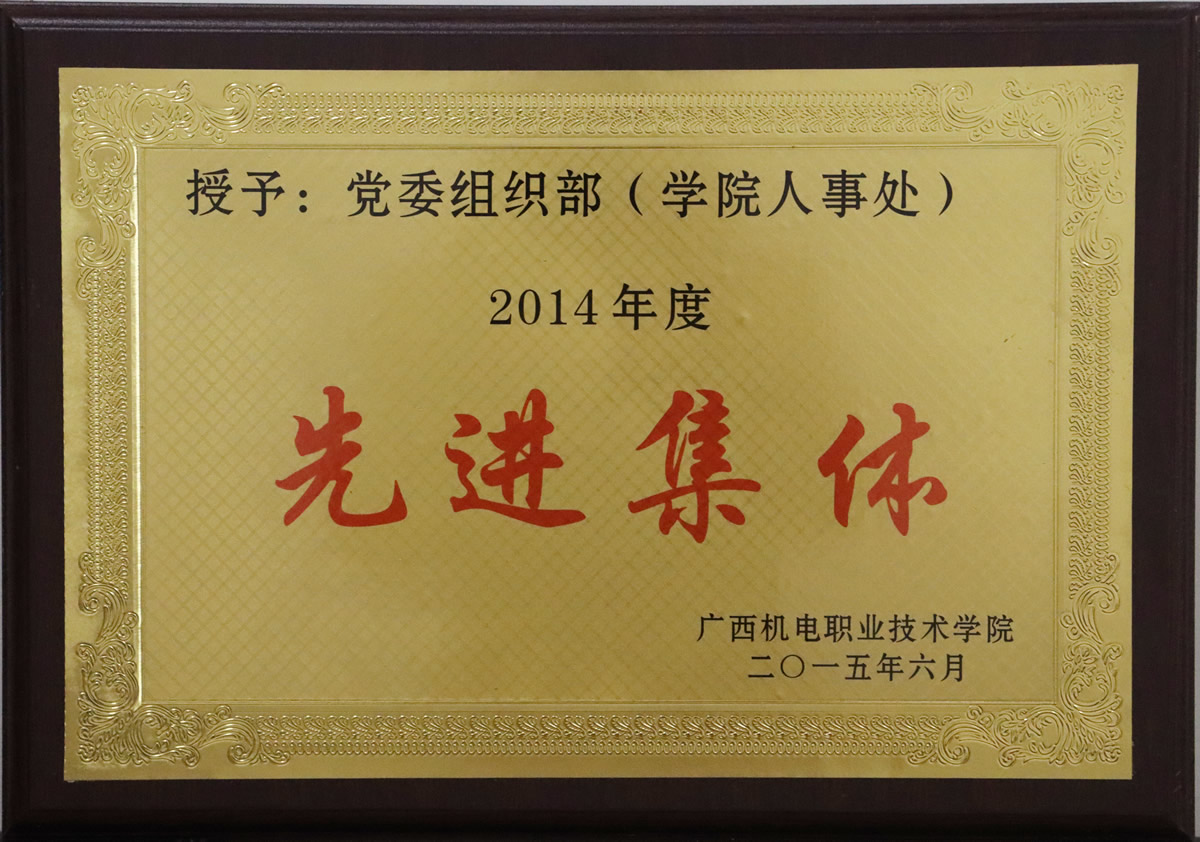 授予：党委组织部（学院人事处）
2014年度
先进集体
广西机电职业技术学院
二〇一五年六月